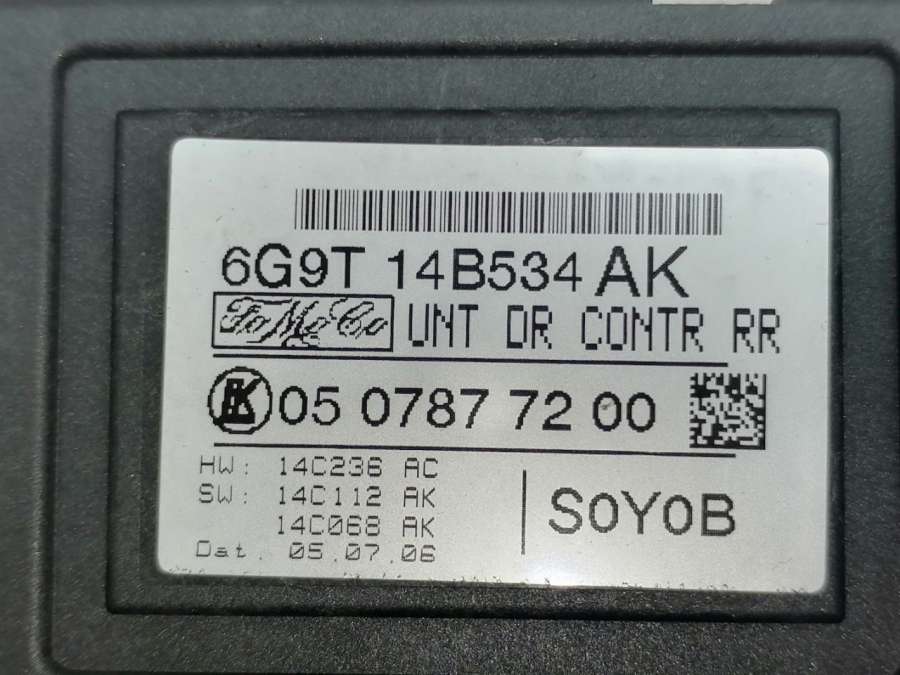 6G9T 14B534 AK
FoMoCo UNT DR CONTR RR
05 0787 72 00
HW: 14C236 AC
SW: 14C112 AK
14C068 AK
Dat. 05.07.06
S0Y0B